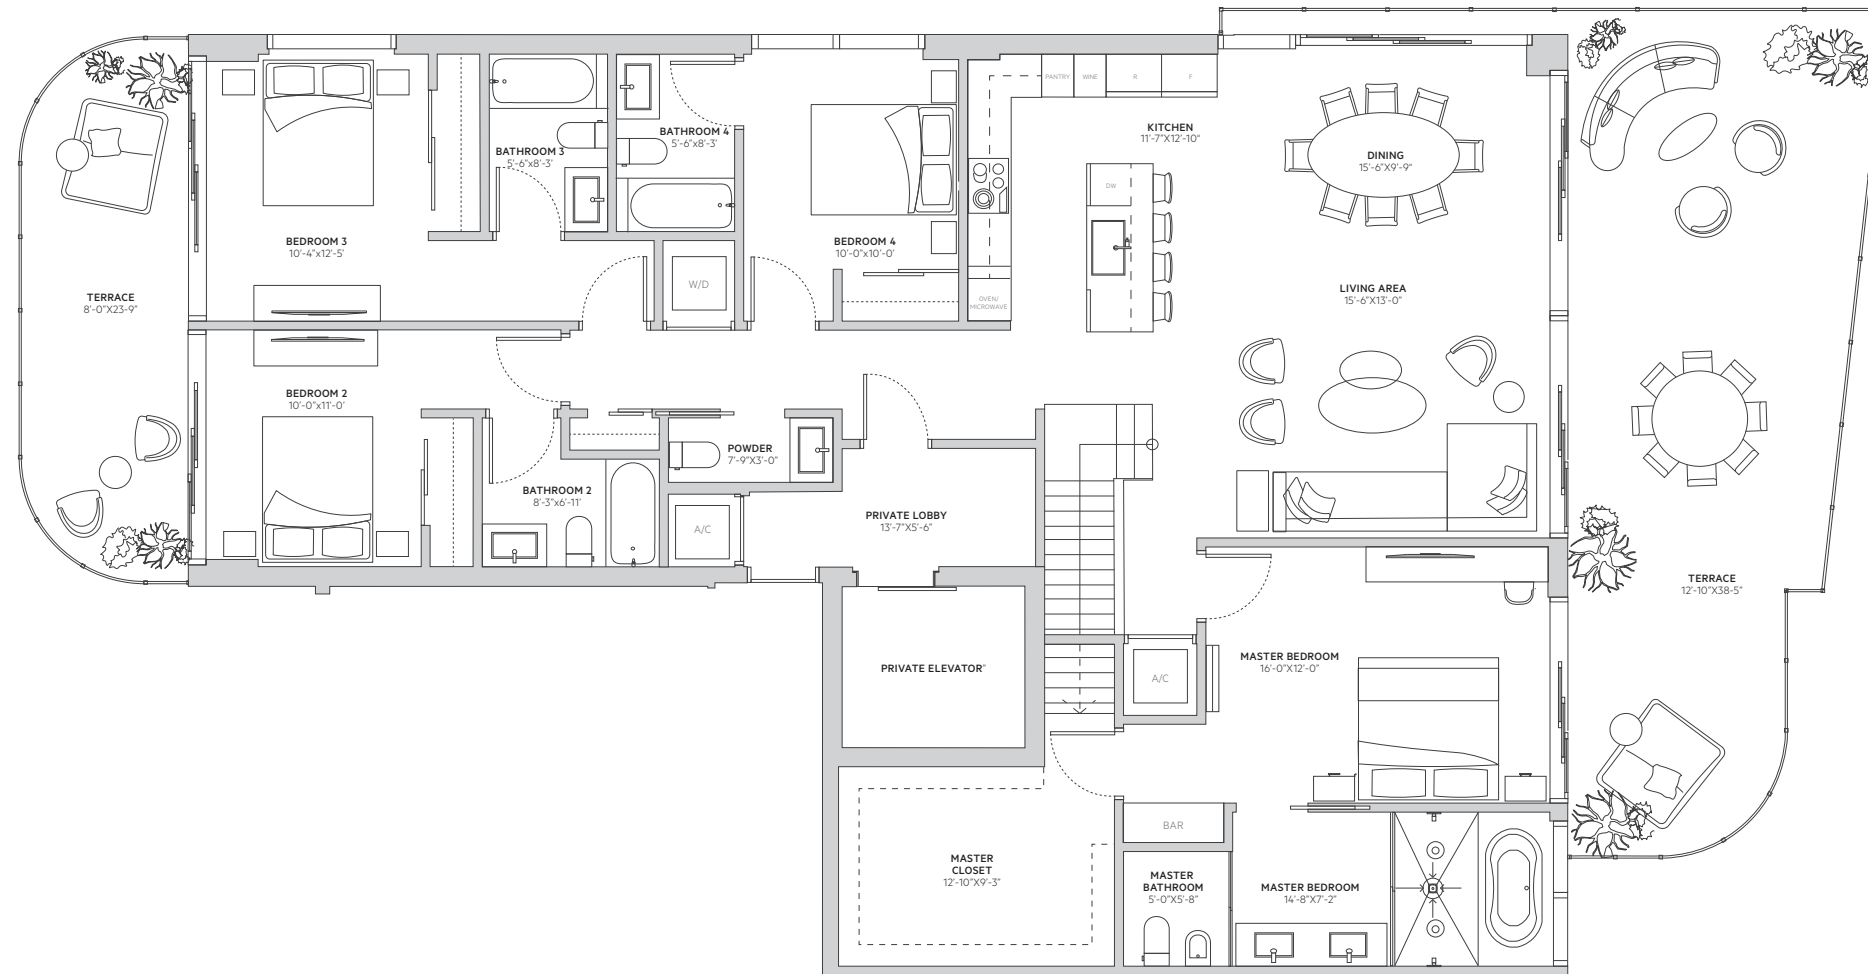 PANTRY
WINE
R
F
KITCHEN
11'-7"X12'-10"
DINING
15'-6"X9'-9"
BATHROOM 4
5'-6"x8'-3'
BATHROOM 3
5'-6"x8'-3'
DW
BEDROOM 3
10'-4"x12'-5'
BEDROOM 4
10'-0"x10'-0'
W/D
LIVING AREA
15'-6"X13'-0"
TERRACE
8'-0"X23-9"
OVEN/
MICROWAVE
BEDROOM 2
10'-0"x11'-0'
POWDER
7'-9"X3'-0"
BATHROOM 2
8'-3"x6'-11'
A/C
PRIVATE LOBBY
13'-7"X5'-6"
TERRACE
12'-10"X38-5"
PRIVATE ELEVATOR"
MASTER BEDROOM
16'-0"X12'-0"
A/C
BAR
MASTER
CLOSET
12'-10"X9'-3"
MASTER
BATHROOM
5'-0"X5'-8"
MASTER BEDROOM
14'-8"X7'-2"